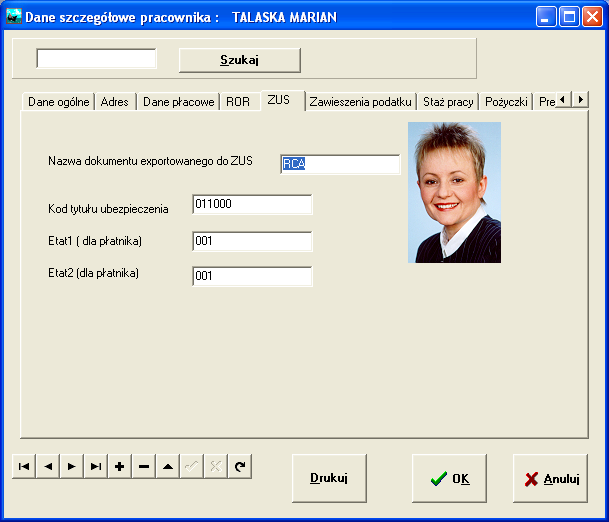 Dane szczegółowe pracownika : TALASKA MARIAN
Szukaj
Dane ogólne Adres Dane płacowe ROR ZUS Zawieszenia podatku Staż pracy Pożyczki Pre
Nazwa dokumentu exportowanego do ZUS RCA
Kod tytułu ubezpieczenia 011000
Etat1 ( dla płatnika) 001
Etat2 (dla płatnika) 001
Drukuj OK Anuluj